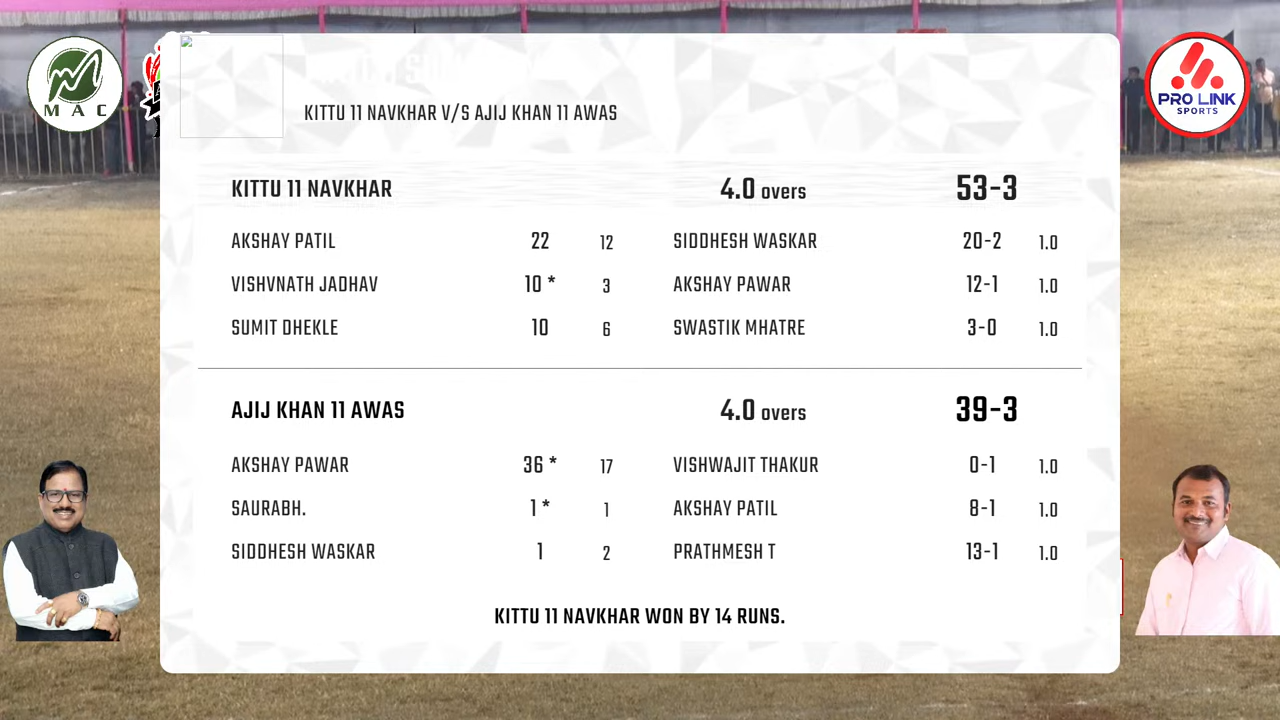 MAC
PRO LINK
SPORTS
KITTU 11 NAVKHAR V/S AJIJ KHAN 11 AWAS
KITTU 11 NAVKHAR 4.0 overs 53-3
AKSHAY PATIL 22 12 SIDDHESH WASKAR 20-2 1.0
VISHVNATH JADHAV 10 * 3 AKSHAY PAWAR 12-1 1.0
SUMIT DHEKLE 10 6 SWASTIK MHATRE 3-0 1.0
AJIJ KHAN 11 AWAS 4.0 overs 39-3
AKSHAY PAWAR 36 * 17 VISHWAJIT THAKUR 0-1 1.0
SAURABH. 1 * 1 AKSHAY PATIL 8-1 1.0
SIDDHESH WASKAR 1 2 PRATHMESH T 13-1 1.0
KITTU 11 NAVKHAR WON BY 14 RUNS.